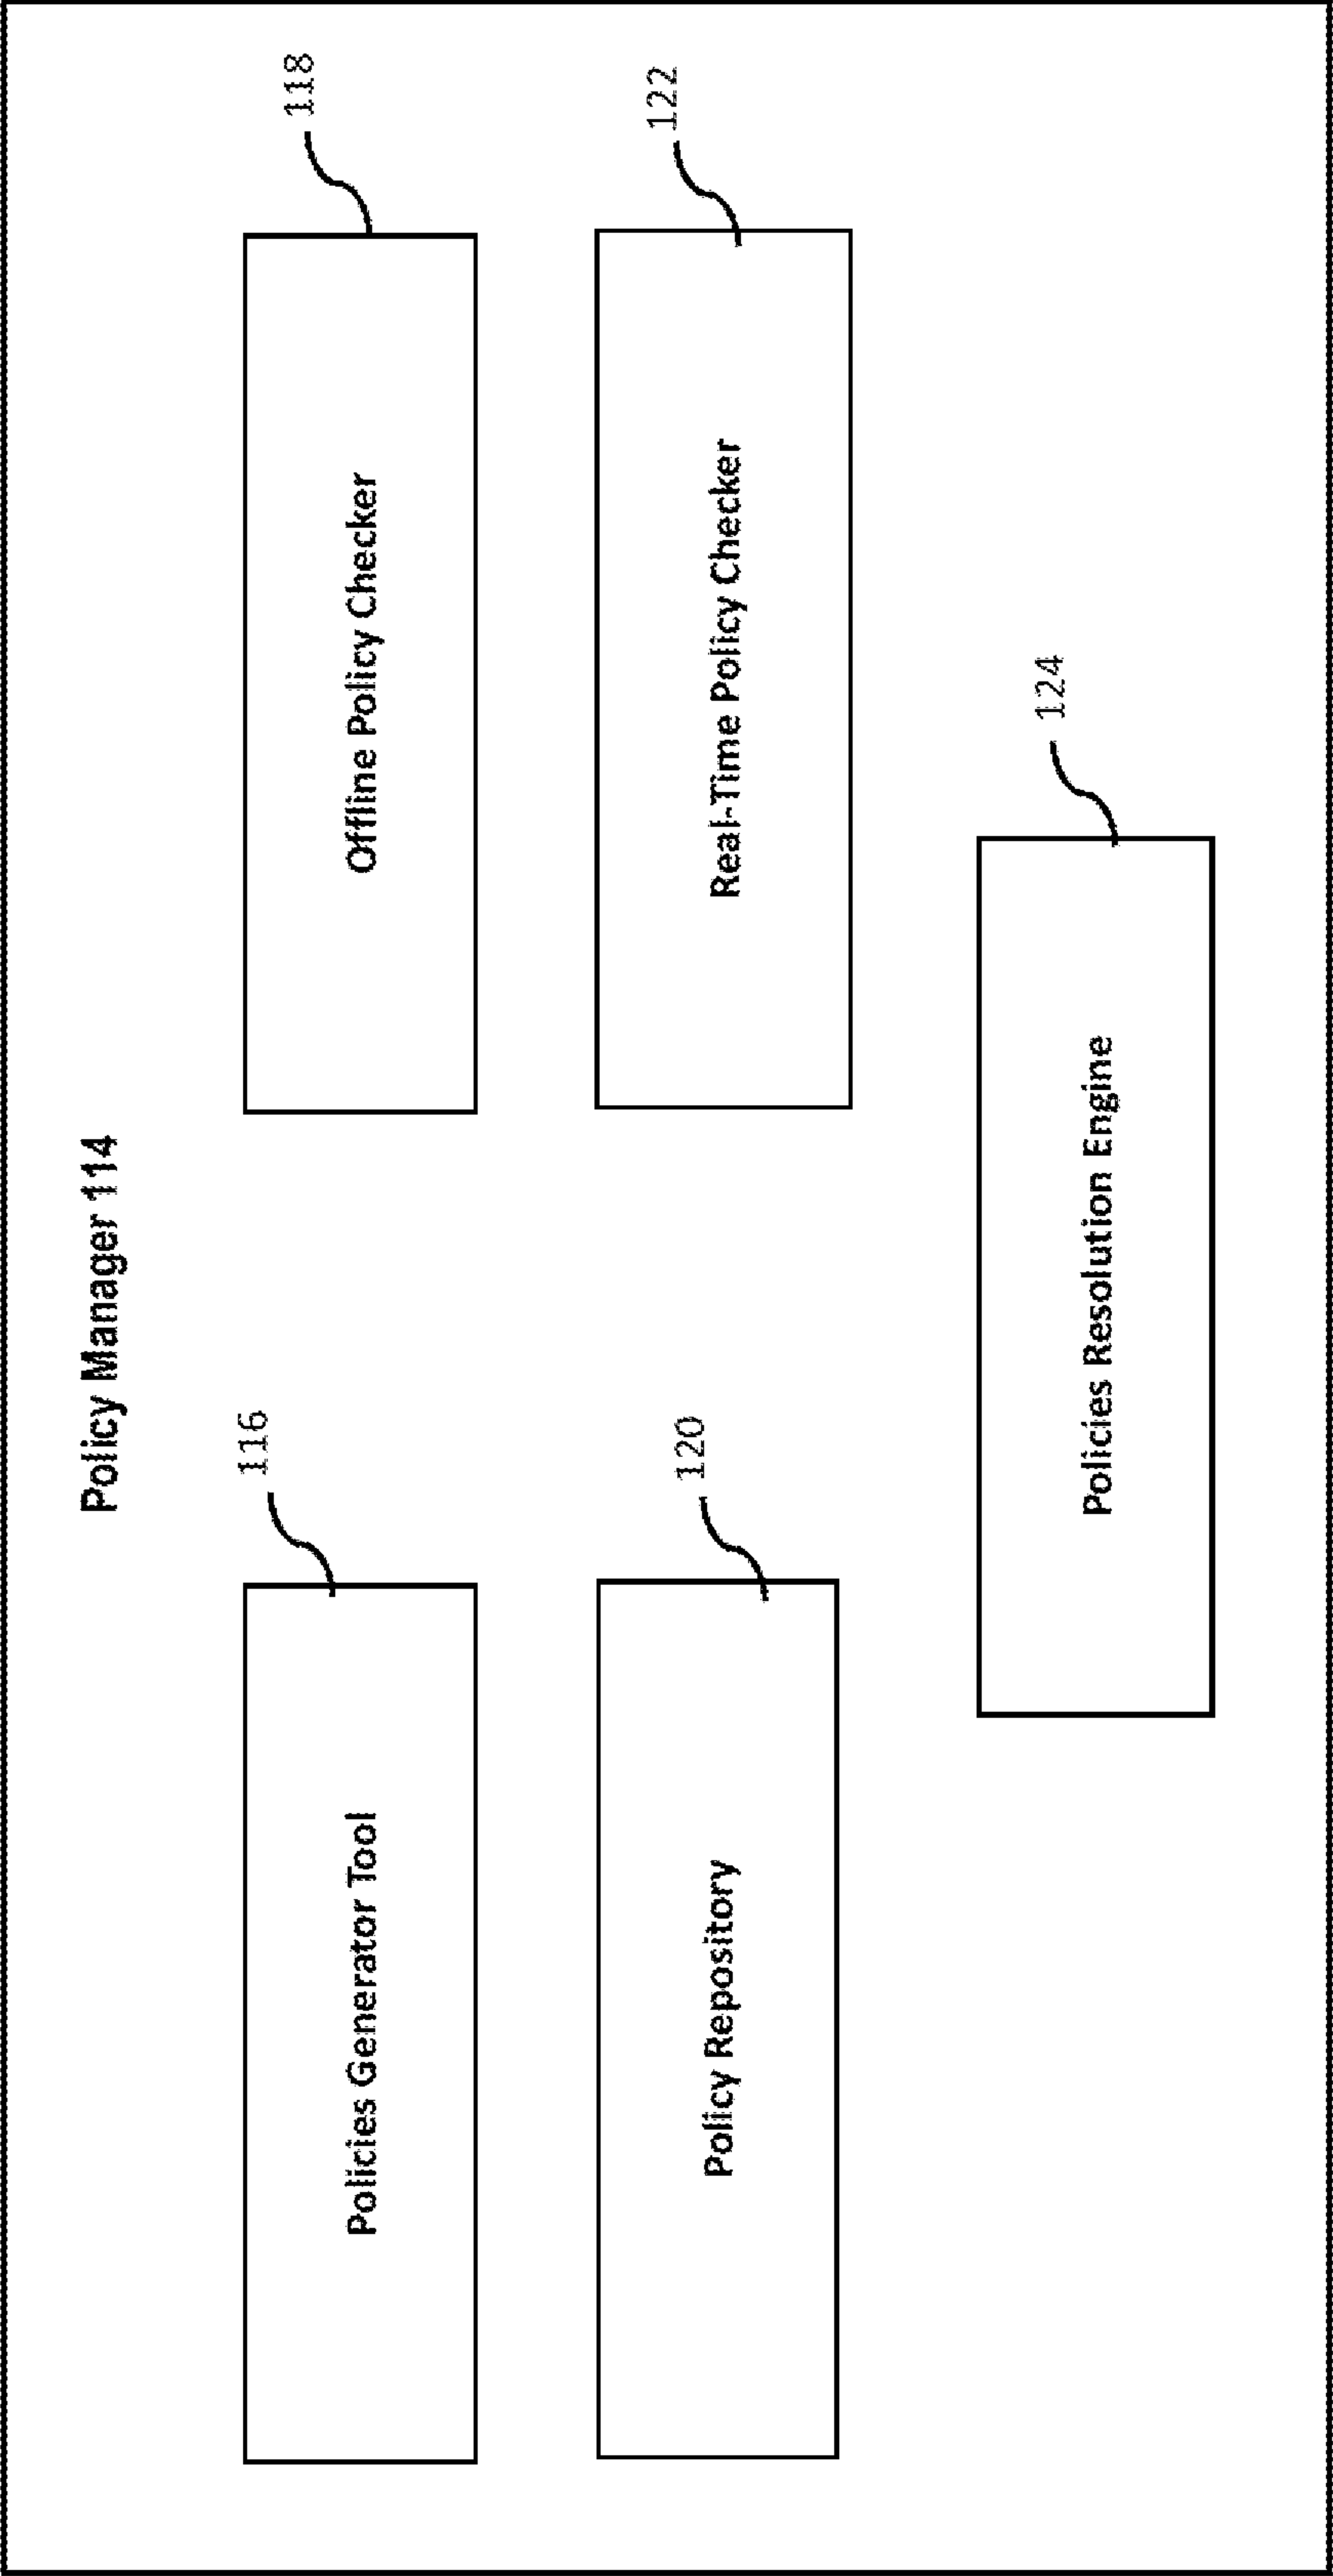 Policy Manager 114
116
Policies Generator Tool
118
Offline Policy Checker
120
Policy Repository
122
Real-Time Policy Checker
124
Policies Resolution Engine